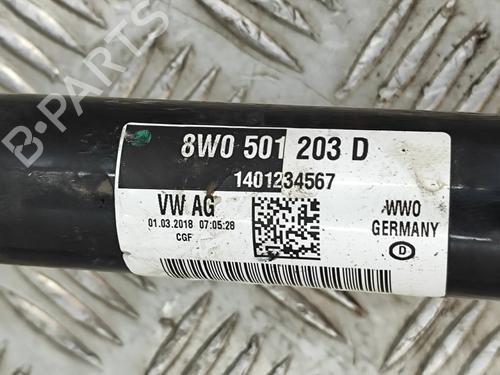 B-PARTS
8W0 501 203 D
1401234567
VW AG
WWO
01.03.2018 07:05:28
GERMANY
CGF
D